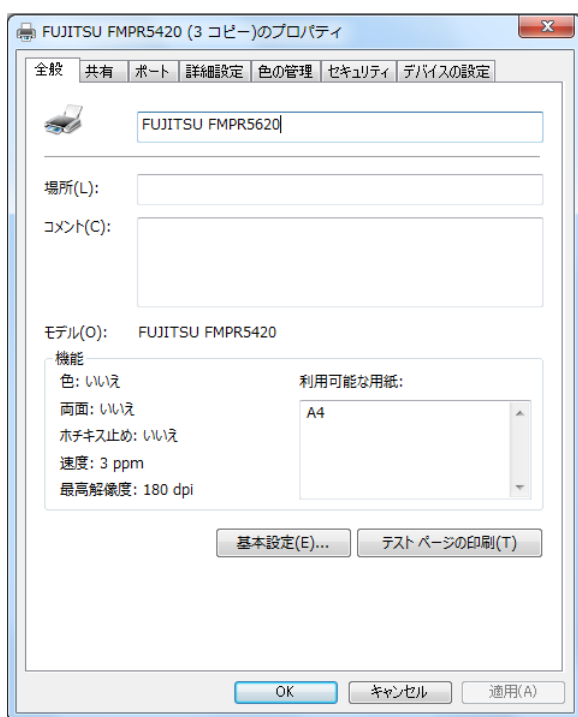 FUJITSU FMPR5420 (3 コピー)のプロパティ
全般 共有 ポート 詳細設定 色の管理 セキュリティ デバイスの設定
FUJITSU FMPR5620
場所(L):
コメント(C):
モデル(O): FUJITSU FMPR5420
機能
色: いいえ
両面: いいえ
ホチキス止め: いいえ
速度: 3 ppm
最高解像度: 180 dpi
利用可能な用紙:
A4
基本設定(E)... テスト ページの印刷(T)
OK キャンセル 適用(A)